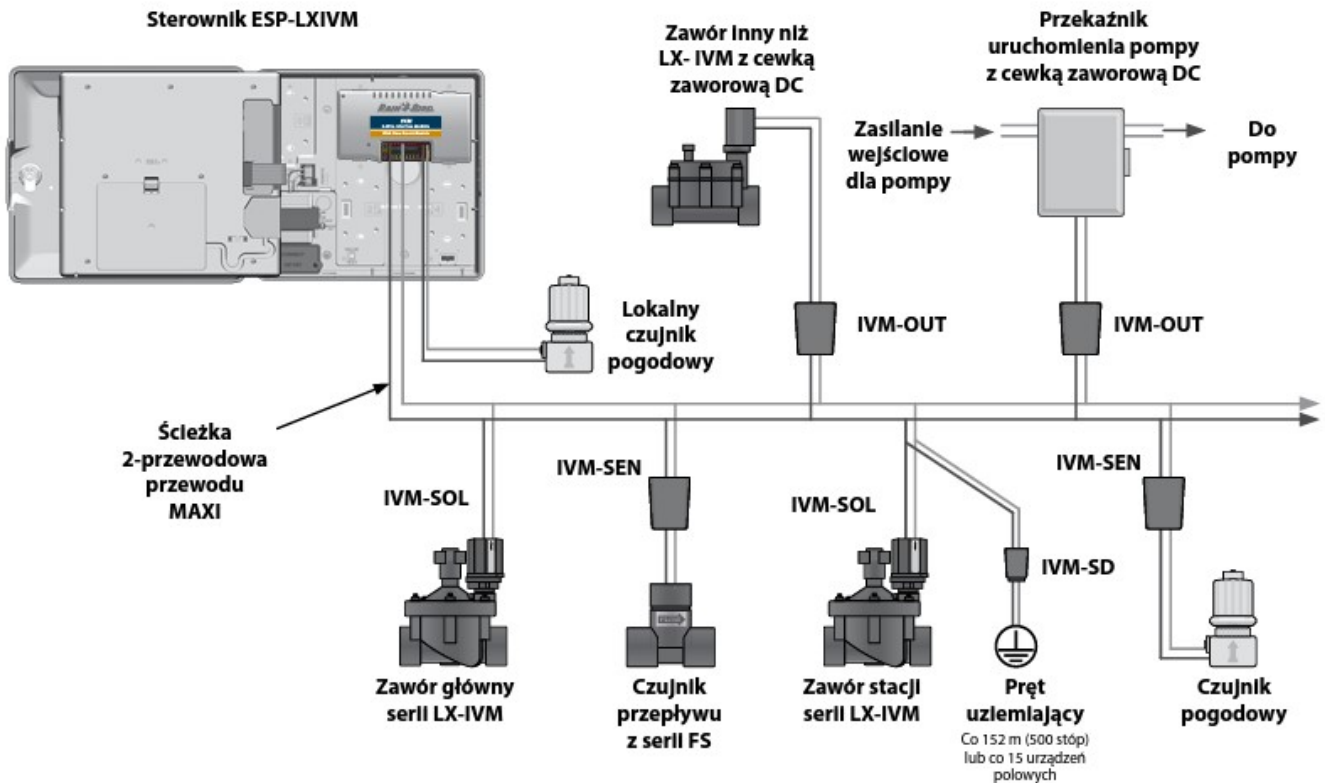 Sterownik ESP-LXIVM
Zawór inny niż
LX- IVM z cewką
zaworową DC
Przekaźnik
uruchomienia pompy
z cewką zaworową DC
Zasilanie
wejściowe
dla pompy
Do
pompy
RAIN BIRD
IVM
Lokalny
czujnik
pogodowy
IVM-OUT
IVM-OUT
Ścieżka
2-przewodowa
przewodu
MAXI
IVM-SOL
IVM-SEN
IVM-SOL
IVM-SD
IVM-SEN
Zawór główny
serii LX-IVM
Czujnik
przepływu
z serii FS
Zawór stacji
serii LX-IVM
Pręt
uziemiający
Co 152 m (500 stóp)
lub co 15 urządzeń
polowych
Czujnik
pogodowy